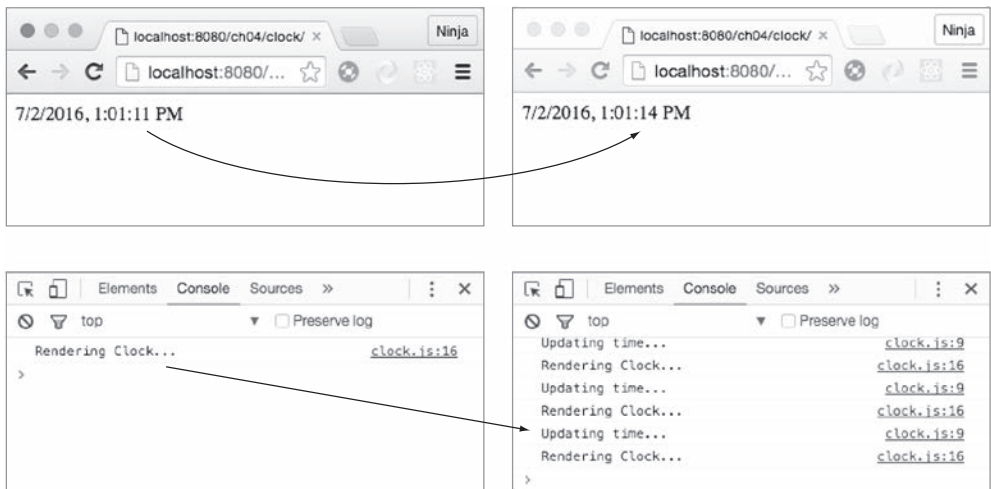 localhost:8080/ch04/clock/ ×
Ninja
localhost:8080/...
7/2/2016, 1:01:11 PM
localhost:8080/ch04/clock/ ×
Ninja
localhost:8080/...
7/2/2016, 1:01:14 PM
Elements Console Sources »
top Preserve log
Rendering Clock... clock.js:16
>
Elements Console Sources »
top Preserve log
Updating time... clock.js:9
Rendering Clock... clock.js:16
Updating time... clock.js:9
Rendering Clock... clock.js:16
Updating time... clock.js:9
Rendering Clock... clock.js:16
>